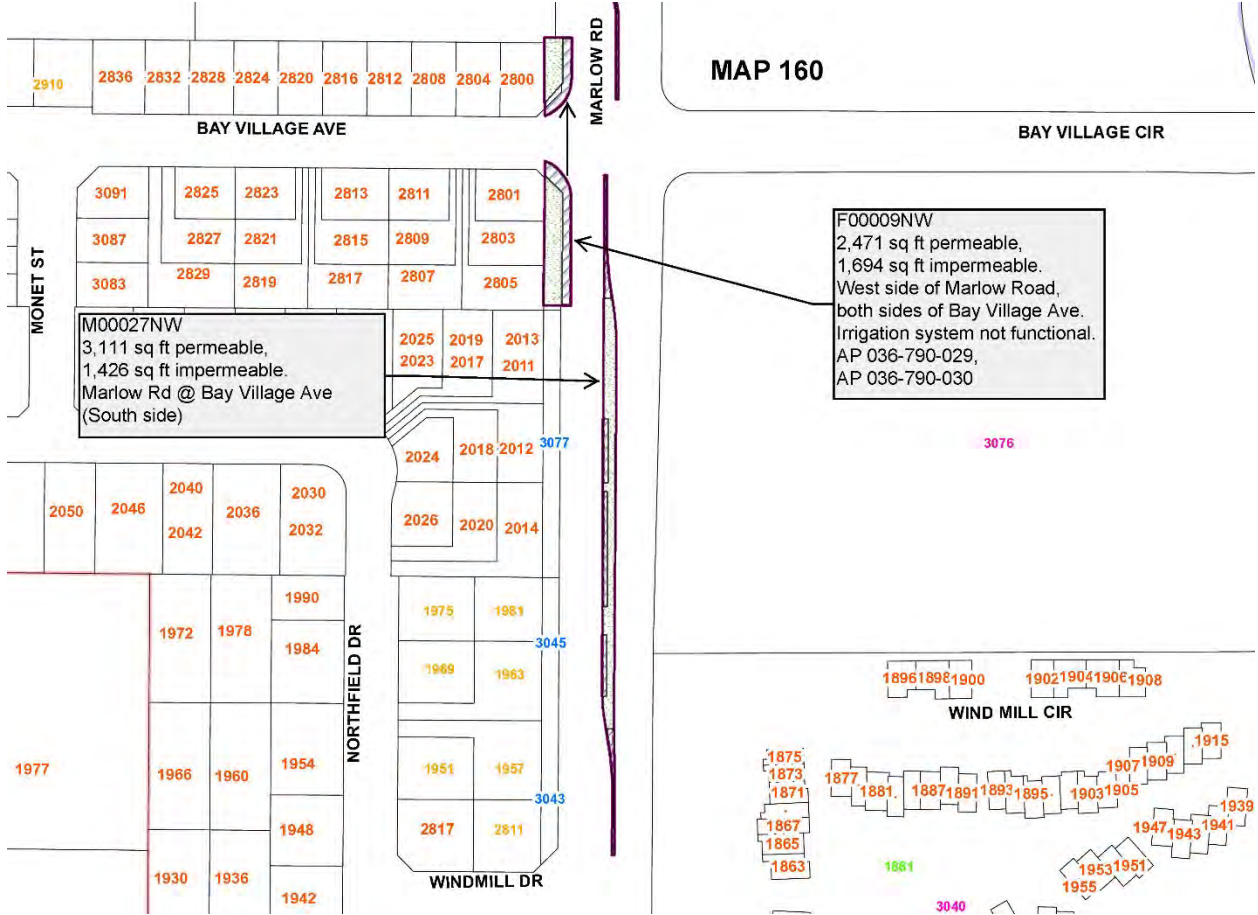 MARLOW RD
MAP 160
2910
2836 2832 2828 2824 2820 2816 2812 2808 2804 2800
BAY VILLAGE AVE
BAY VILLAGE CIR
3091 2825 2823 2813 2811 2801
3087 2827 2821 2815 2809 2803
3083 2829 2819 2817 2807 2805
MONET ST
F00009NW
2,471 sq ft permeable,
1,694 sq ft impermeable.
West side of Marlow Road,
both sides of Bay Village Ave.
Irrigation system not functional.
AP 036-790-029,
AP 036-790-030
M00027NW
3,111 sq ft permeable,
1,426 sq ft impermeable.
Marlow Rd @ Bay Village Ave
(South side)
2025 2019 2013
2023 2017 2011
3077
3076
2024 2018 2012
2026 2020 2014
2050 2046 2040 2036 2030
2042 2032
1990
1972 1978 1984
NORTHFIELD DR
1975 1981
3045
1969 1963
1896 1898 1900 1902 1904 1906 1908
WIND MILL CIR
1977
1966 1960 1954
1951 1957
3043
1948
2817 2811
1930 1936 1942
WINDMILL DR
1875
1873
1871
1867
1865
1863
1877 1881 1887 1891 1893 1895 1903 1905 1907 1909 1915
1939
1947 1943 1941
1953 1951
1955
1881
3040